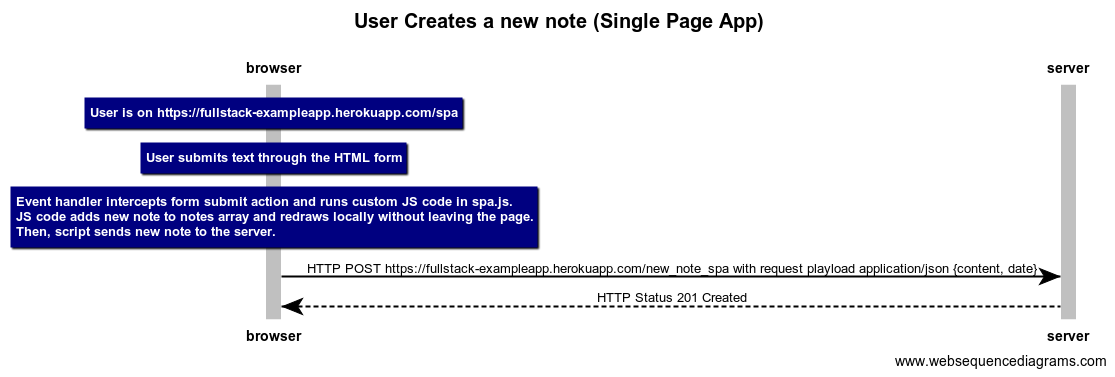 User Creates a new note (Single Page App)
browser
server
User is on https://fullstack-exampleapp.herokuapp.com/spa
User submits text through the HTML form
Event handler intercepts form submit action and runs custom JS code in spa.js.
JS code adds new note to notes array and redraws locally without leaving the page.
Then, script sends new note to the server.
HTTP POST https://fullstack-exampleapp.herokuapp.com/new_note_spa with request playload application/json {content, date}
HTTP Status 201 Created
browser
server
www.websequencediagrams.com